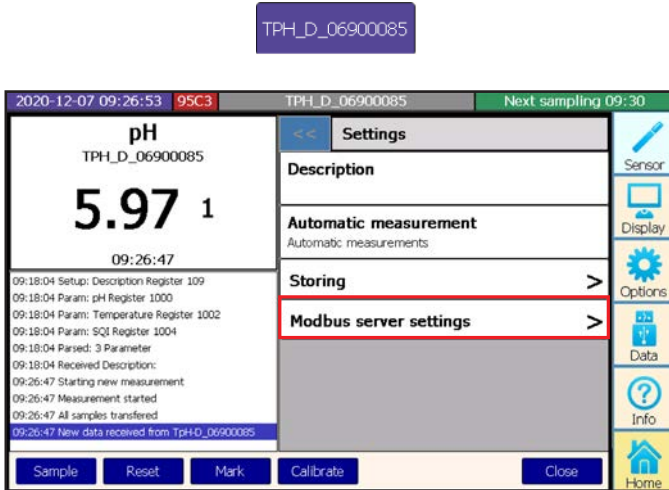 TPH_D_06900085
2020-12-07 09:26:53 95C3 TPH_D_06900085 Next sampling 09:30
pH
TPH_D_06900085
5.97 1
09:26:47
09:18:04 Setup: Description Register 109
09:18:04 Param: pH Register 1000
09:18:04 Param: Temperature Register 1002
09:18:04 Param: SQI Register 1004
09:18:04 Parsed: 3 Parameter
09:18:04 Received Description:
09:26:47 Starting new measurement
09:26:47 Measurement started
09:26:47 All samples transfered
09:26:47 New data received from TpH-D_06900085
<< Settings
Description
Automatic measurement
Automatic measurements
Storing >
Modbus server settings >
Sensor
Display
Options
Data
Info
Home
Sample Reset Mark Calibrate Close